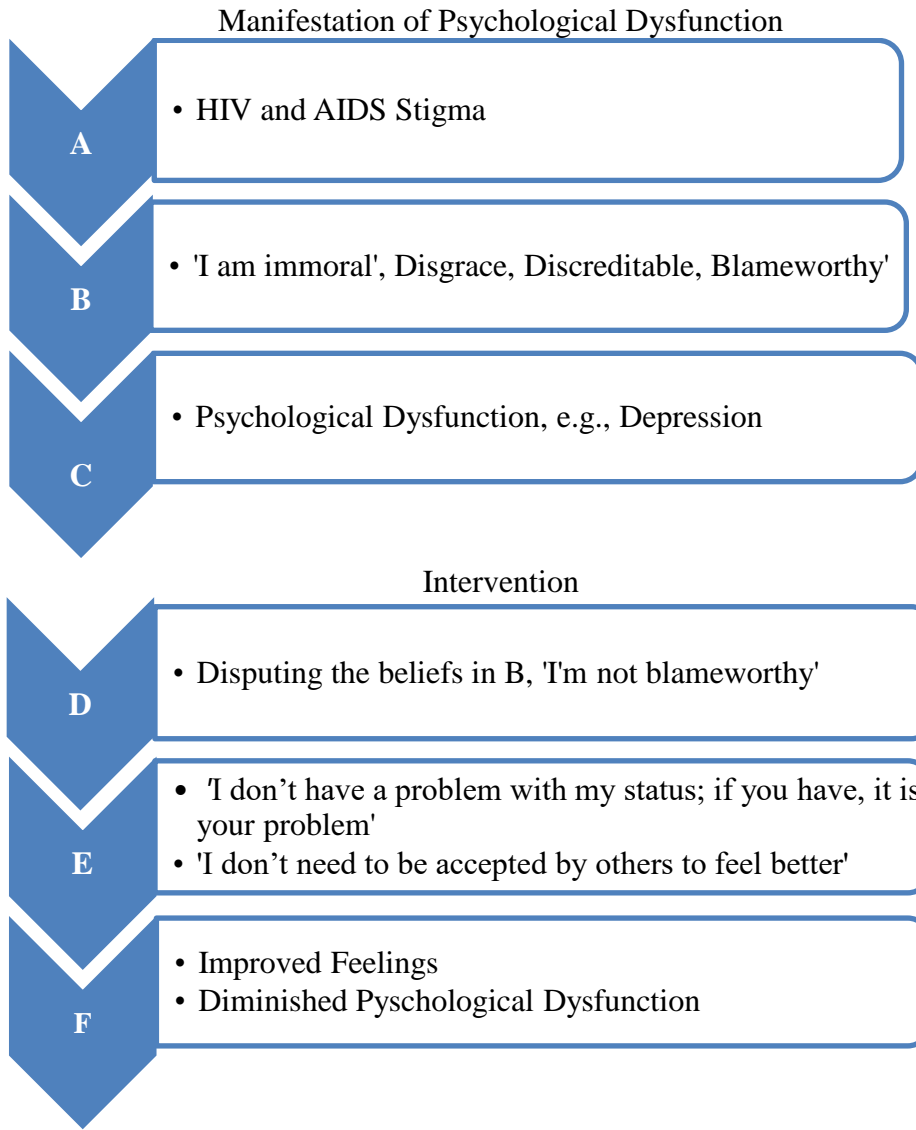 Manifestation of Psychological Dysfunction
A
• HIV and AIDS Stigma
B
• 'I am immoral', Disgrace, Discreditable, Blameworthy'
C
• Psychological Dysfunction, e.g., Depression
Intervention
D
• Disputing the beliefs in B, 'I'm not blameworthy'
E
• 'I don’t have a problem with my status; if you have, it is
your problem'
• 'I don’t need to be accepted by others to feel better'
F
• Improved Feelings
• Diminished Pyschological Dysfunction